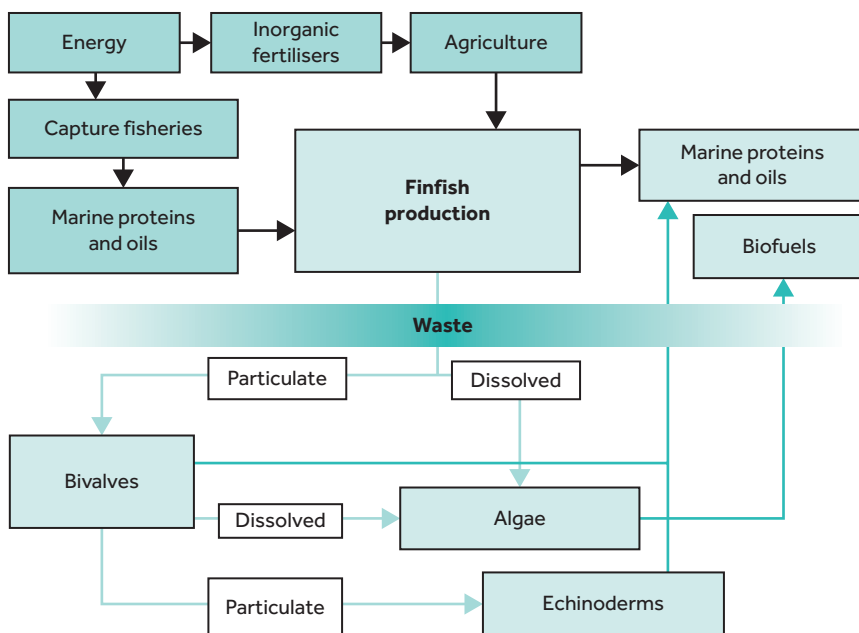 Energy
Inorganic
fertilisers
Agriculture
Capture fisheries
Marine proteins
and oils
Finfish
production
Marine proteins
and oils
Biofuels
Waste
Particulate
Dissolved
Bivalves
Dissolved
Algae
Particulate
Echinoderms